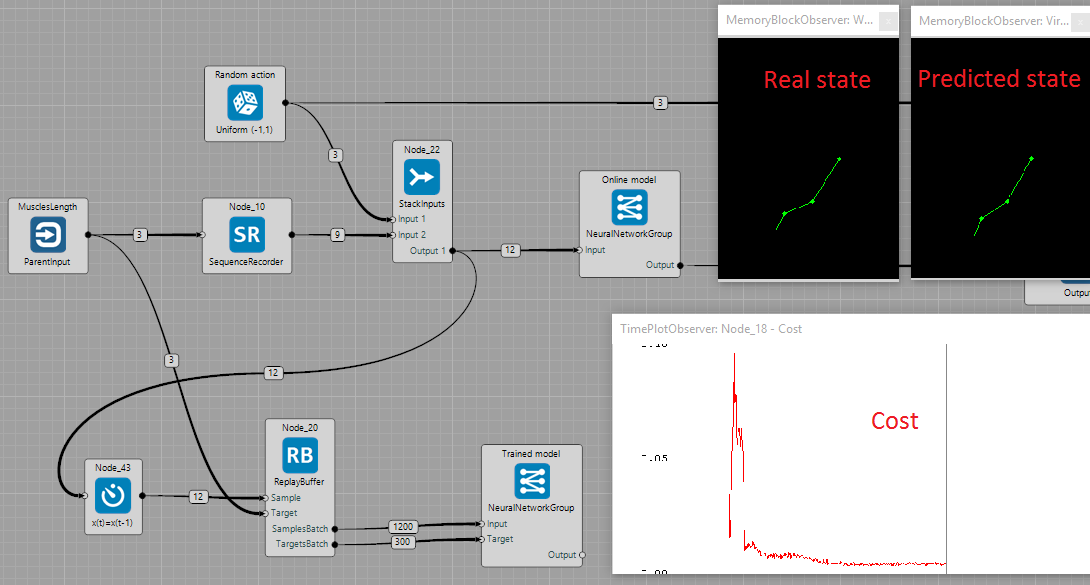 MemoryBlockObserver: W...
x
MemoryBlockObserver: Vir...
Real state
Predicted state
Random action
Uniform (-1,1)
3
3
Node_22
StackInputs
Input 1
Input 2
Output 1
MusclesLength
ParentInput
3
Node_10
SR
SequenceRecorder
9
12
Online model
NeuralNetworkGroup
Input
Output
Outpu
TimePlotObserver: Node_18 - Cost
0.05
Cost
3
12
Node_43
x(t)=x(t-1)
12
Node_20
RB
ReplayBuffer
Sample
Target
SamplesBatch
TargetsBatch
1200
300
Trained model
NeuralNetworkGroup
Input
Target
Output